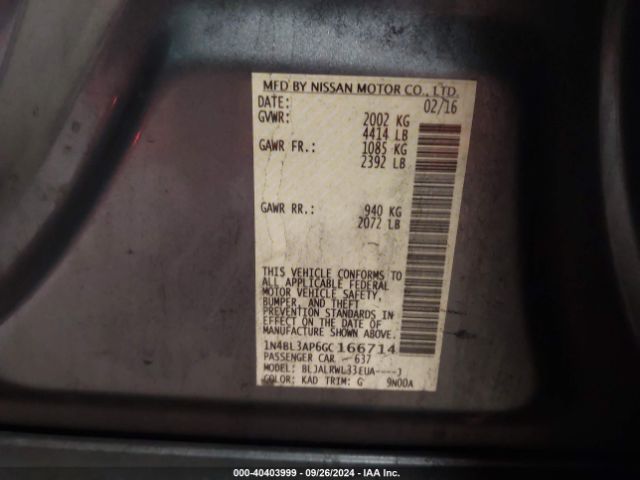 MFD BY NISSAN MOTOR CO., LTD.
DATE: 02/16
GVWR: 2002 KG
4414 LB
GAWR FR.: 1085 KG
2392 LB
GAWR RR.: 940 KG
2072 LB
THIS VEHICLE CONFORMS TO
ALL APPLICABLE FEDERAL
MOTOR VEHICLE SAFETY,
BUMPER, AND THEFT
PREVENTION STANDARDS IN
EFFECT ON THE DATE OF
MANUFACTURE SHOWN ABOVE.
1N4BL3AP6GC166714
PASSENGER CAR 637
MODEL: BLJALRWL33EUA----J
COLOR: KAD TRIM: G 9N00A
000-40403999 - 09/26/2024 - IAA Inc.